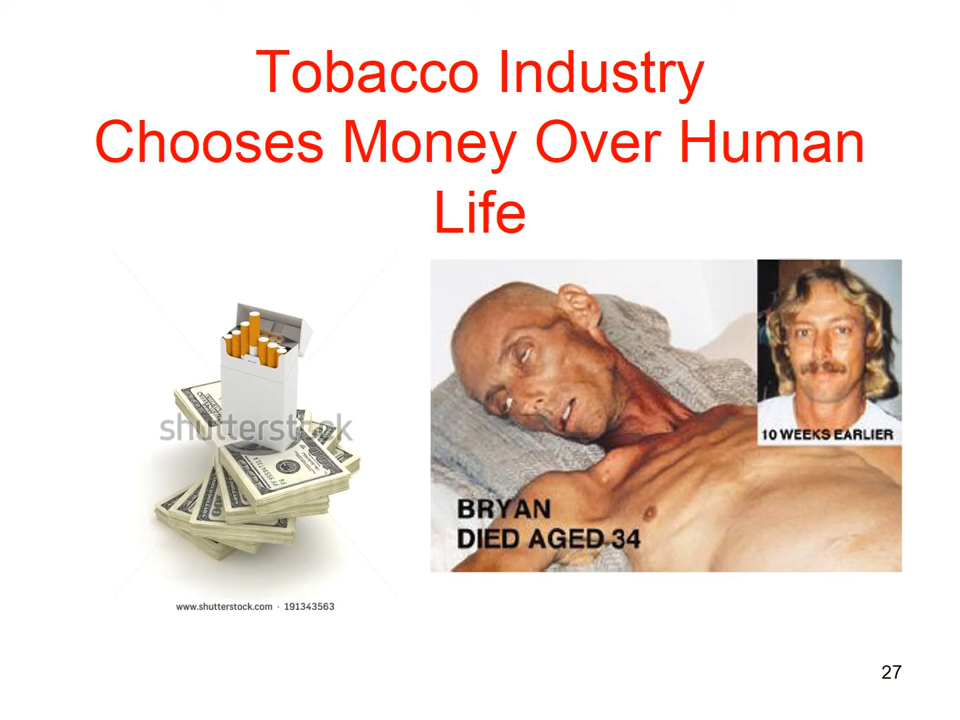 Tobacco Industry
Chooses Money Over Human
Life
shutterstock
10 WEEKS EARLIER
BRYAN
DIED AGED 34
www.shutterstock.com · 191343563
27